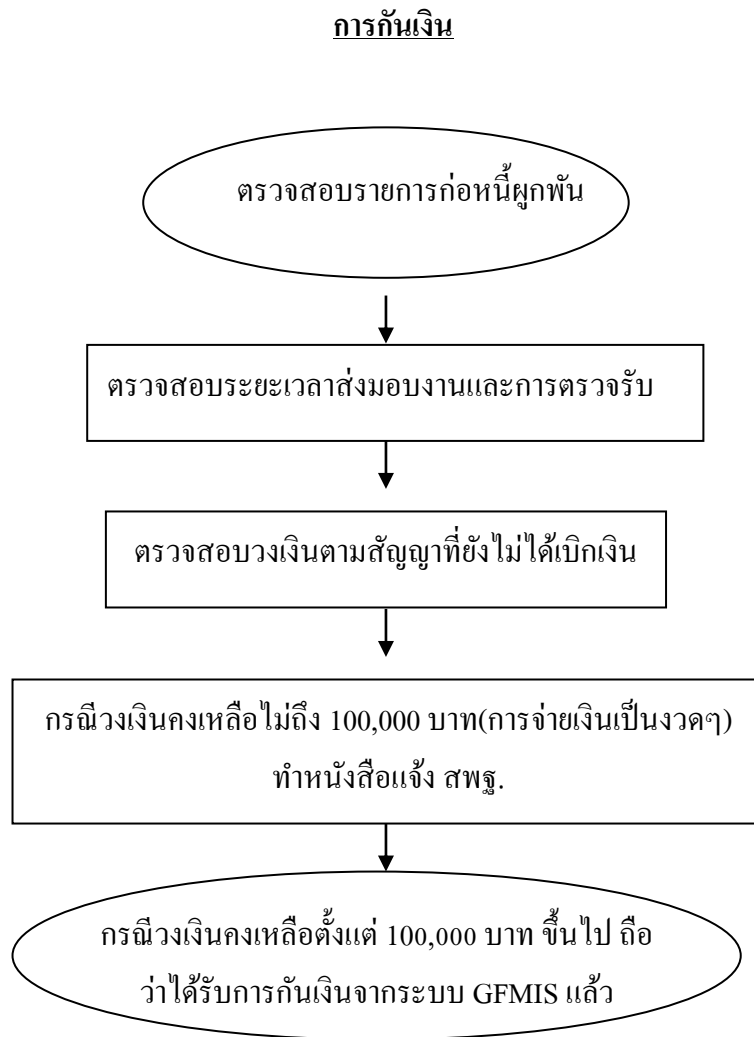 การกันเงิน
ตรวจสอบรายการก่อหนี้ผูกพัน
ตรวจสอบระยะเวลาส่งมอบงานและการตรวจรับ
ตรวจสอบวงเงินตามสัญญาที่ยังไม่ได้เบิกเงิน
กรณีวงเงินคงเหลือไม่ถึง 100,000 บาท(การจ่ายเงินเป็นงวดๆ)
ทำหนังสือแจ้ง สพฐ.
กรณีวงเงินคงเหลือตั้งแต่ 100,000 บาท ขึ้นไป ถือ
ว่าได้รับการกันเงินจากระบบ GFMIS แล้ว